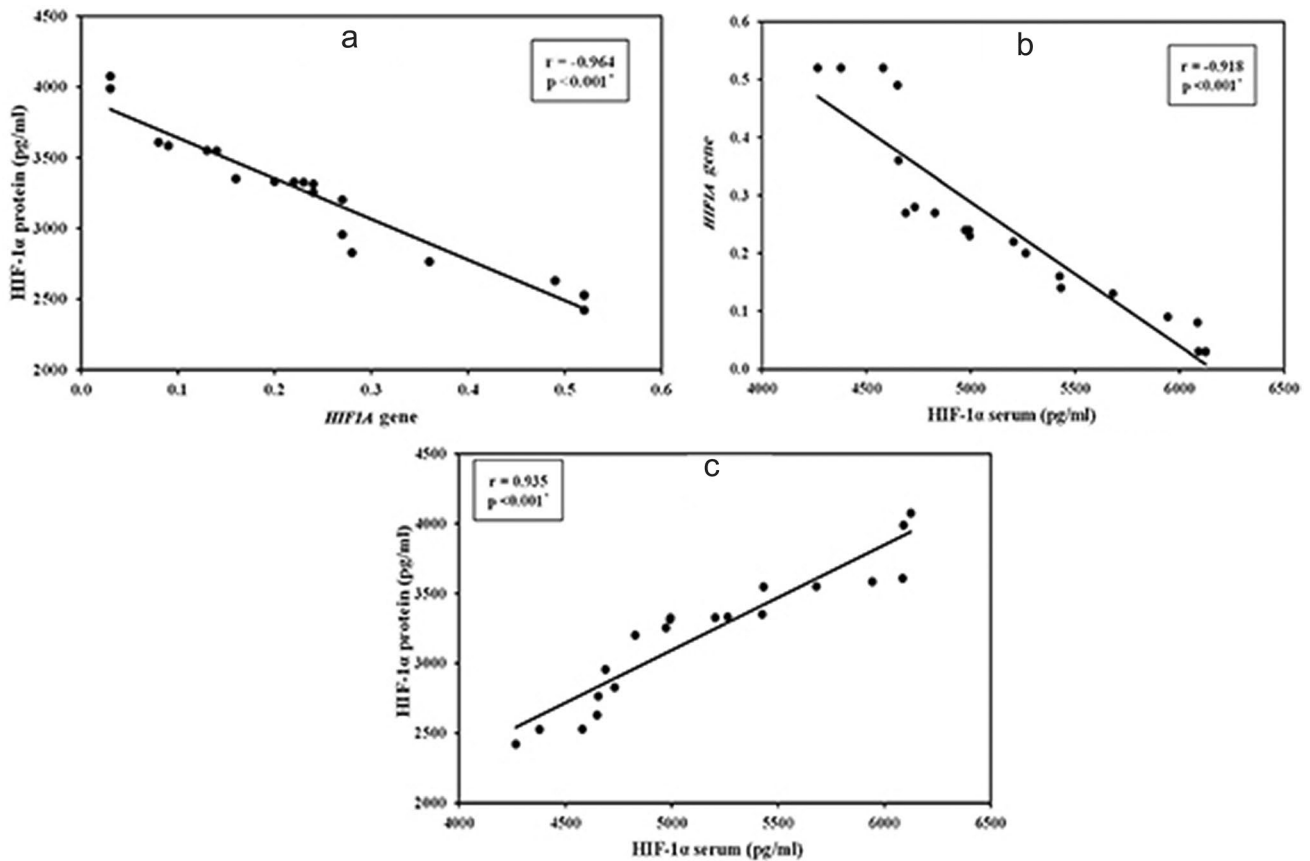 a
r = -0.964
p <0.001*
HIF-1α protein (pg/ml)
4500
4000
3500
3000
2500
2000
0.0 0.1 0.2 0.3 0.4 0.5 0.6
HIF1A gene
b
r = -0.918
p <0.001*
HIF1A gene
0.6
0.5
0.4
0.3
0.2
0.1
0.0
4000 4500 5000 5500 6000 6500
HIF-1α serum (pg/ml)
c
r = 0.935
p <0.001*
HIF-1α protein (pg/ml)
4500
4000
3500
3000
2500
2000
4000 4500 5000 5500 6000 6500
HIF-1α serum (pg/ml)